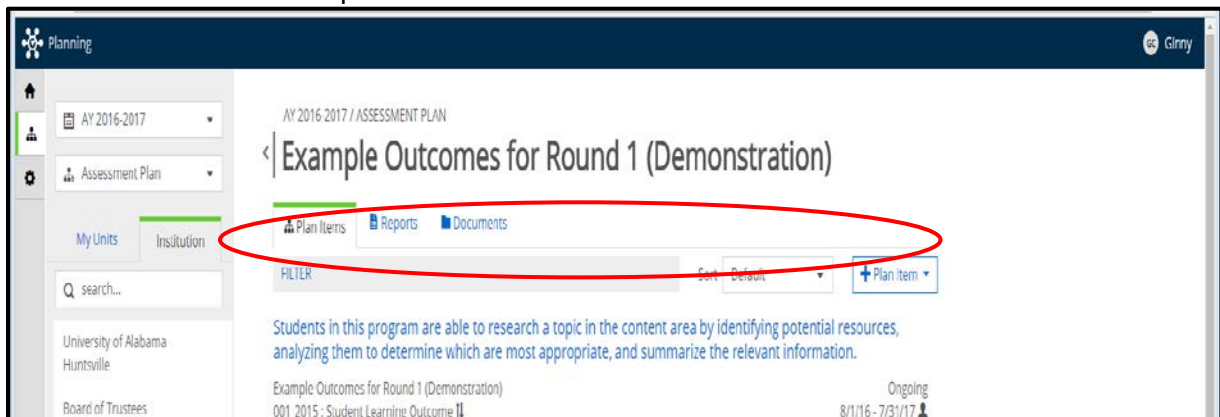 Planning
GC Ginny
AY 2016-2017
Assessment Plan
My Units Institution
search...
University of Alabama
Huntsville
Board of Trustees
AY 2016-2017 / ASSESSMENT PLAN
Example Outcomes for Round 1 (Demonstration)
Plan Items Reports Documents
FILTER Sort Default + Plan Item
Students in this program are able to research a topic in the content area by identifying potential resources,
analyzing them to determine which are most appropriate, and summarize the relevant information.
Example Outcomes for Round 1 (Demonstration) Ongoing
001 2015 : Student Learning Outcome 8/1/16 - 7/31/17